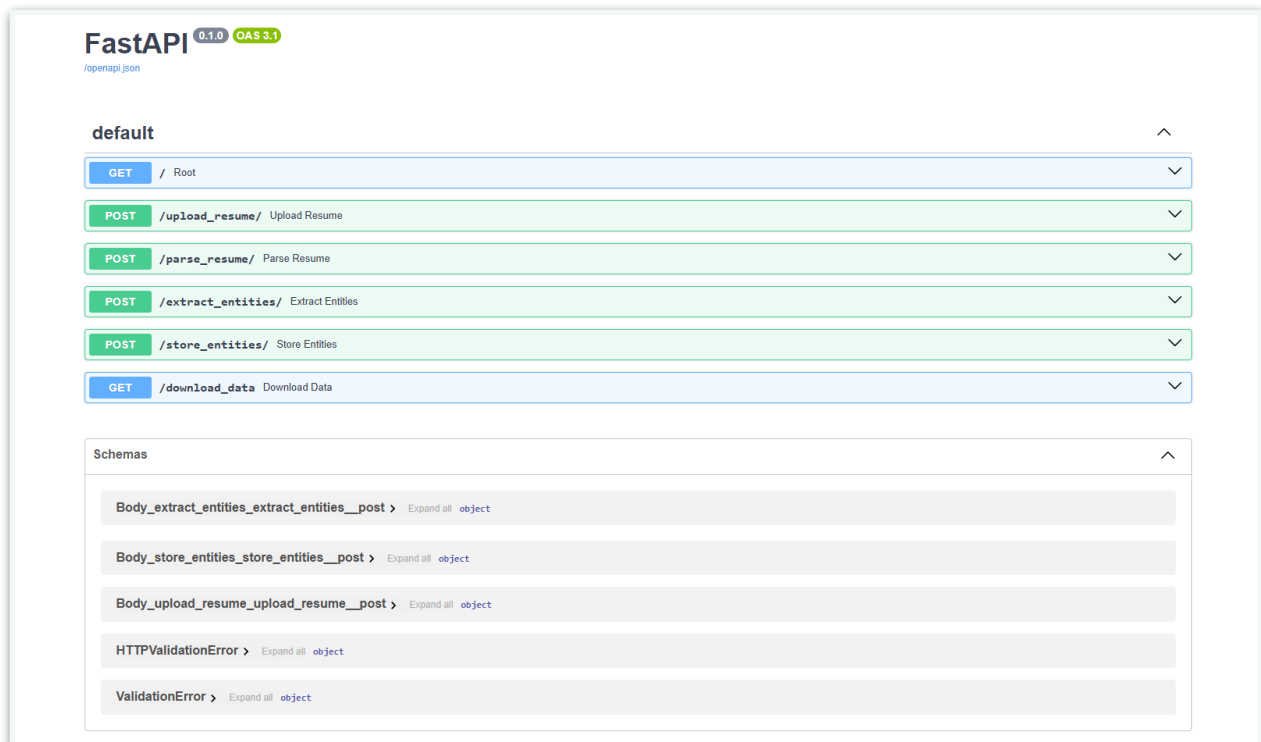 FastAPI 0.1.0 OAS 3.1
/openapi.json
default
GET / Root
POST /upload_resume/ Upload Resume
POST /parse_resume/ Parse Resume
POST /extract_entities/ Extract Entities
POST /store_entities/ Store Entities
GET /download_data Download Data
Schemas
Body_extract_entities_extract_entities__post > Expand all object
Body_store_entities_store_entities__post > Expand all object
Body_upload_resume_upload_resume__post > Expand all object
HTTPValidationError > Expand all object
ValidationError > Expand all object